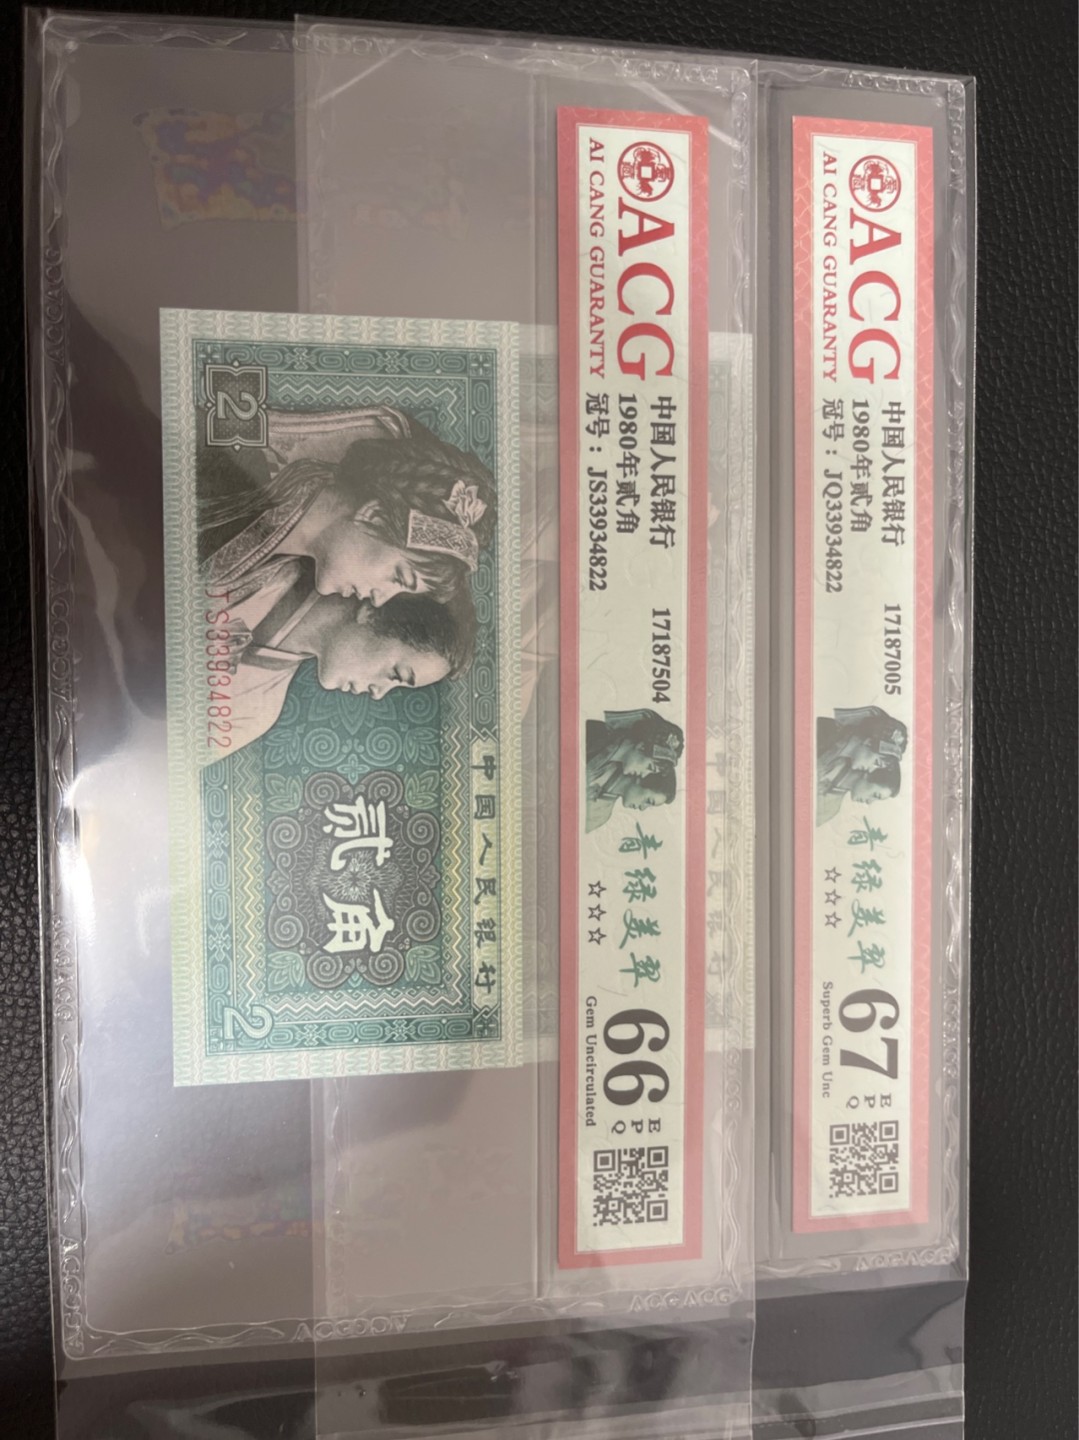 ACG
AI CANG GUARANTY
中国人民银行
1980年贰角
冠号：JQ33934822
17187005
青绿美翠
☆☆☆
67
EPQ
Superb Gem Unc
ACG
AI CANG GUARANTY
中国人民银行
1980年贰角
冠号：JS33934822
17187504
青绿美翠
☆☆☆
66
EPQ
Gem Uncirculated
中国人民银行
贰角
2
2
JS33934822